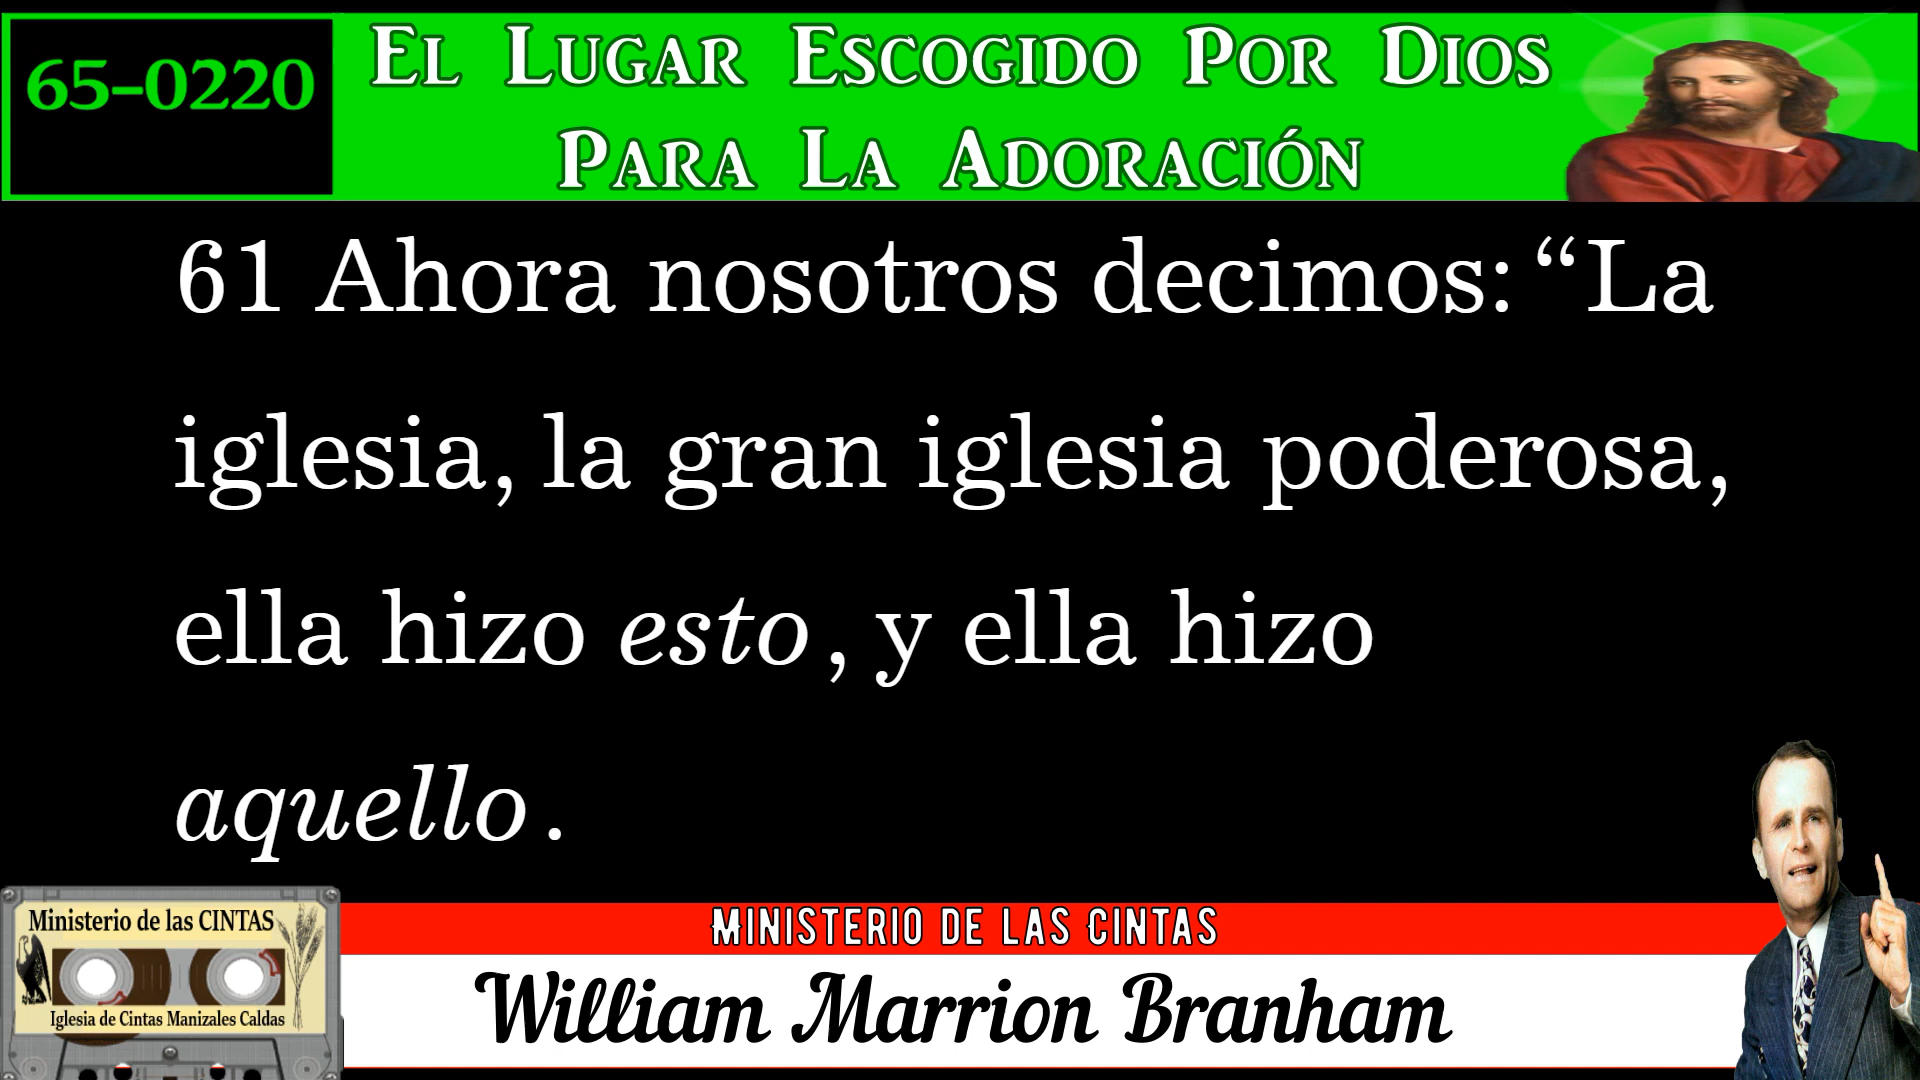 65-0220
El Lugar Escogido Por Dios
Para La Adoración
61 Ahora nosotros decimos: “La
iglesia, la gran iglesia poderosa,
ella hizo esto, y ella hizo
aquello.
Ministerio de las CINTAS
Iglesia de Cintas Manizales Caldas
MINISTERIO DE LAS CINTAS
William Marrion Branham